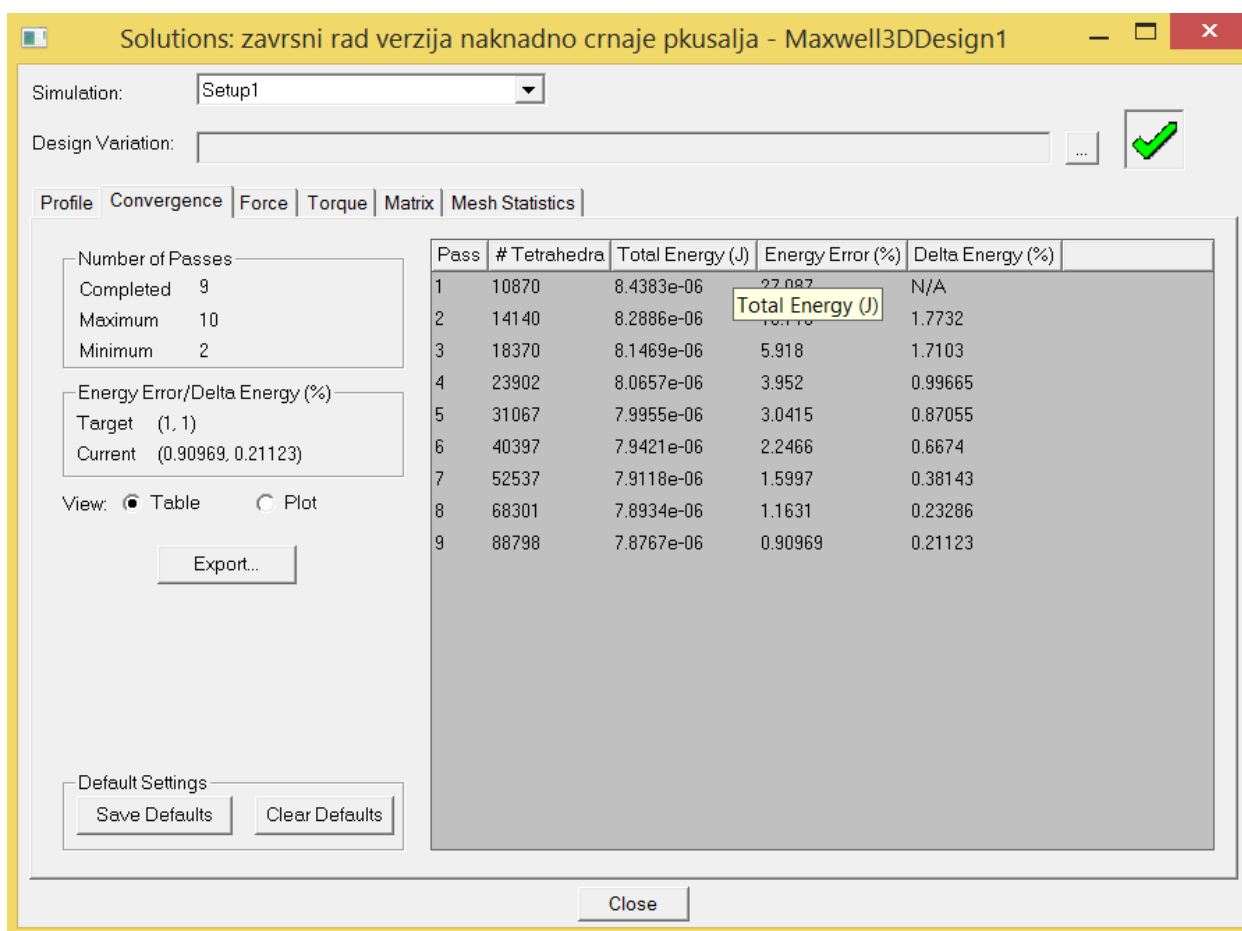 Solutions: zavrsni rad verzija naknadno crnaje pkusalja - Maxwell3DDesign1
Simulation: Setup1
Design Variation: ...
Profile Convergence Force Torque Matrix Mesh Statistics
Number of Passes
Completed 9
Maximum 10
Minimum 2
Energy Error/Delta Energy (%)
Target (1, 1)
Current (0.90969, 0.21123)
View: Table Plot
Export...
Default Settings
Save Defaults Clear Defaults
Pass # Tetrahedra Total Energy (J) Energy Error (%) Delta Energy (%)
1 10870 8.4383e-06 27.087 N/A
Total Energy (J)
2 14140 8.2886e-06 1.7732
3 18370 8.1469e-06 5.918 1.7103
4 23902 8.0657e-06 3.952 0.99665
5 31067 7.9955e-06 3.0415 0.87055
6 40397 7.9421e-06 2.2466 0.6674
7 52537 7.9118e-06 1.5997 0.38143
8 68301 7.8934e-06 1.1631 0.23286
9 88798 7.8767e-06 0.90969 0.21123
Close